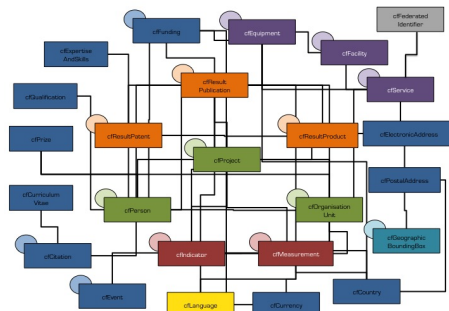 cfFederated
Identifier
cfFunding
cfEquipment
cfExpertise
AndSkills
cfFacility
cfResult
Publication
cfService
cfQualification
cfResultPatent
cfResultProduct
cfElectronicAddress
cfPrize
cfProject
cfPostalAddress
cfCurriculum
Vitae
cfPerson
cfOrganisation
Unit
cfGeographic
BoundingBox
cfCitation
cfIndicator
cfMeasurement
cfEvent
cfLanguage
cfCurrency
cfCountry